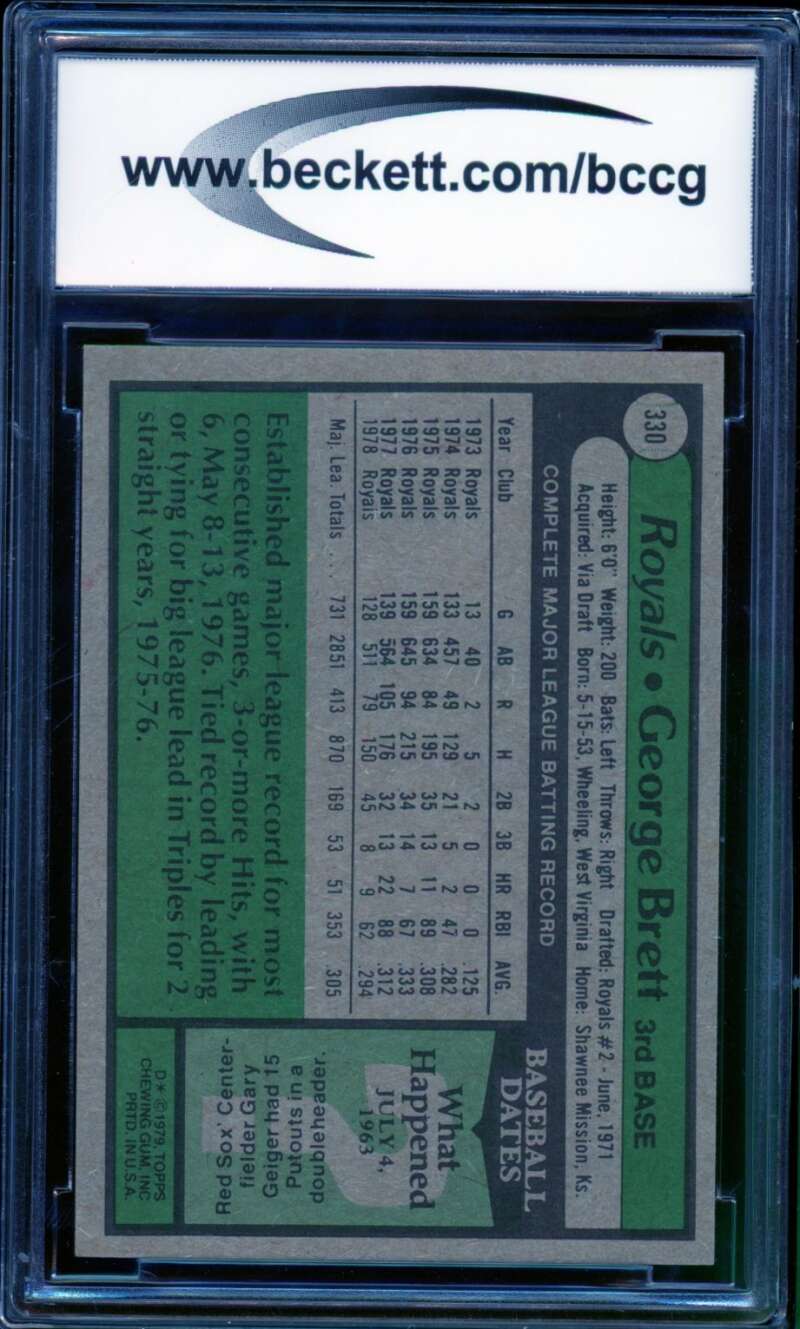 www.beckett.com/bccg
330
Royals • George Brett 3rd BASE
Height: 6'0" Weight: 200 Bats: Left Throws: Right Drafted: Royals #2 - June, 1971
Acquired: Via Draft Born: 5-15-53, Wheeling, West Virginia Home: Shawnee Mission, Ks.
COMPLETE MAJOR LEAGUE BATTING RECORD
Year Club G AB R H 2B 3B HR RBI AVG.
1973 Royals 13 40 2 5 2 0 0 0 .125
1974 Royals 133 457 49 129 21 5 2 47 .282
1975 Royals 159 634 84 195 35 13 11 89 .308
1976 Royals 159 645 94 215 34 14 7 67 .333
1977 Royals 139 564 105 176 32 13 22 88 .312
1978 Royals 128 511 79 150 45 8 9 62 .294
Maj. Lea. Totals ... 731 2851 413 870 169 53 51 353 .305
Established major league record for most
consecutive games, 3-or-more Hits, with
6, May 8-13, 1976. Tied record by leading
or tying for big league lead in Triples for 2
straight years, 1975-76.
BASEBALL
DATES
What
Happened
JULY 4,
1963
Red Sox' Center-
fielder Gary
Geiger had 15
Putouts in a
doubleheader.
D* © 1979, TOPPS
CHEWING GUM, INC
PRTD. IN U.S.A.